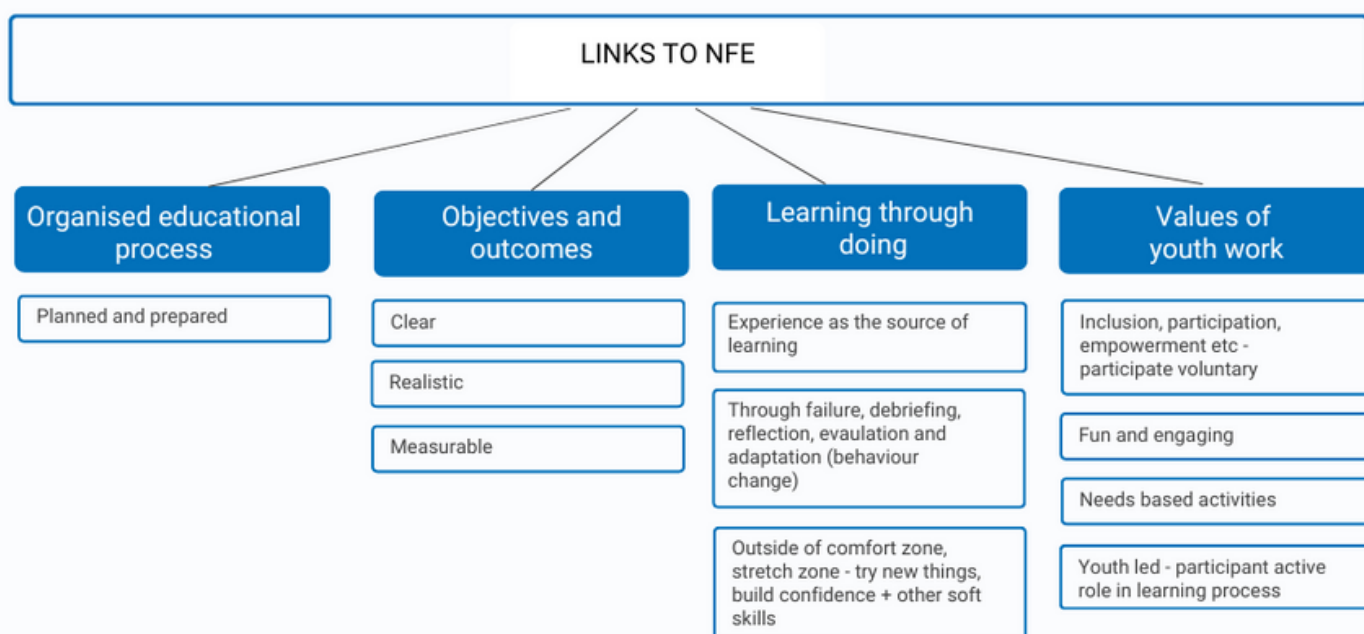 LINKS TO NFE
Organised educational
process
Planned and prepared
Objectives and
outcomes
Clear
Realistic
Measurable
Learning through
doing
Experience as the source of
learning
Through failure, debriefing,
reflection, evaulation and
adaptation (behaviour
change)
Outside of comfort zone,
stretch zone - try new things,
build confidence + other soft
skills
Values of
youth work
Inclusion, participation,
empowerment etc -
participate voluntary
Fun and engaging
Needs based activities
Youth led - participant active
role in learning process